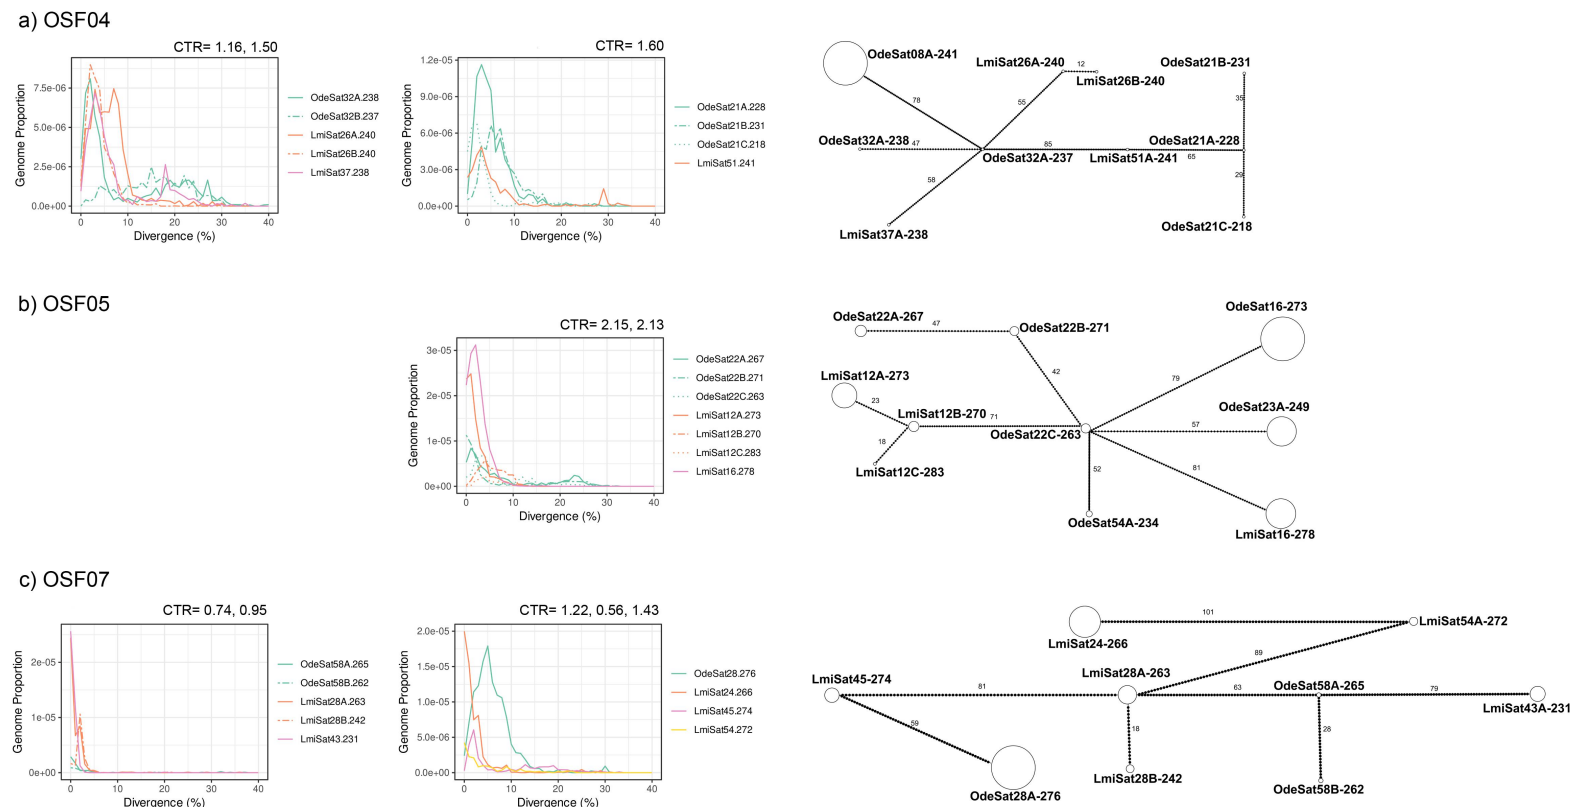 a) OSF04
CTR= 1.16, 1.50
Genome Proportion
7.5e-06
5.0e-06
2.5e-06
0.0e+00
0
10
20
30
40
Divergence (%)
OdeSat32A.238
OdeSat32B.237
LmiSat26A.240
LmiSat26B.240
LmiSat37.238
CTR= 1.60
Genome Proportion
1.2e-05
9.0e-06
6.0e-06
3.0e-06
0.0e+00
0
10
20
30
40
Divergence (%)
OdeSat21A.228
OdeSat21B.231
OdeSat21C.218
LmiSat51.241
OdeSat08A-241
LmiSat26A-240
12
LmiSat26B-240
OdeSat21B-231
78
55
35
OdeSat32A-238
47
OdeSat32A-237
85
LmiSat51A-241
OdeSat21A-228
65
58
29
LmiSat37A-238
OdeSat21C-218
b) OSF05
CTR= 2.15, 2.13
Genome Proportion
3e-05
2e-05
1e-05
0e+00
0
10
20
30
40
Divergence (%)
OdeSat22A.267
OdeSat22B.271
OdeSat22C.263
LmiSat12A.273
LmiSat12B.270
LmiSat12C.283
LmiSat16.278
OdeSat22A-267
47
OdeSat22B-271
OdeSat16-273
42
79
LmiSat12A-273
23
LmiSat12B-270
71
OdeSat22C-263
OdeSat23A-249
57
18
LmiSat12C-283
52
81
OdeSat54A-234
LmiSat16-278
c) OSF07
CTR= 0.74, 0.95
Genome Proportion
2e-05
1e-05
0e+00
0
10
20
30
40
Divergence (%)
OdeSat58A.265
OdeSat58B.262
LmiSat28A.263
LmiSat28B.242
LmiSat43.231
CTR= 1.22, 0.56, 1.43
Genome Proportion
2.0e-05
1.5e-05
1.0e-05
5.0e-06
0.0e+00
0
10
20
30
40
Divergence (%)
OdeSat28.276
LmiSat24.266
LmiSat45.274
LmiSat54.272
101
LmiSat24-266
LmiSat54A-272
89
LmiSat45-274
81
LmiSat28A-263
63
OdeSat58A-265
79
LmiSat43A-231
59
18
28
OdeSat28A-276
LmiSat28B-242
OdeSat58B-262